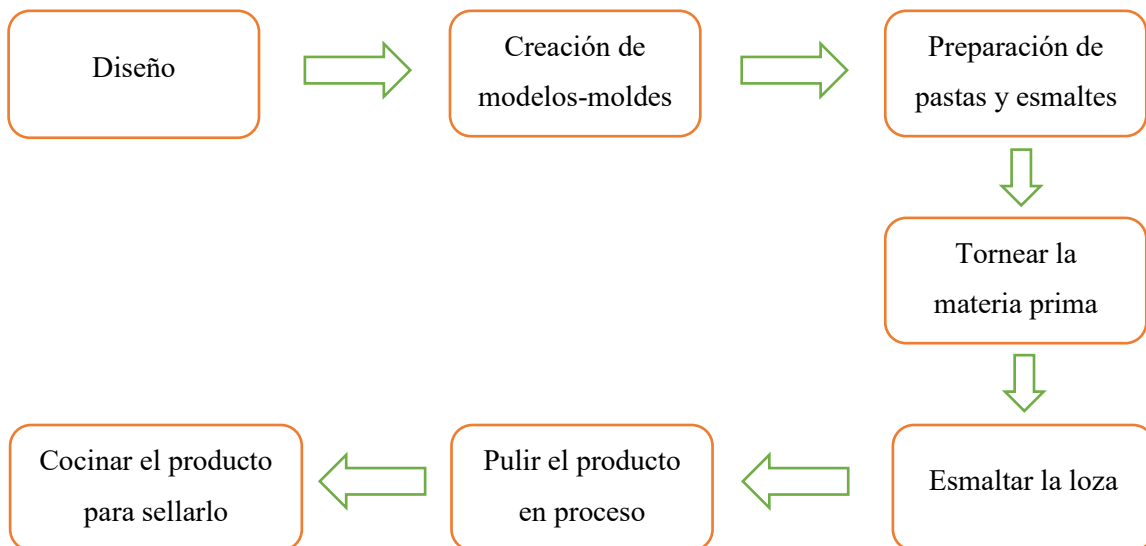 Diseño
Creación de
modelos-moldes
Preparación de
pastas y esmaltes
Tornear la
materia prima
Esmaltar la loza
Pulir el producto
en proceso
Cocinar el producto
para sellarlo